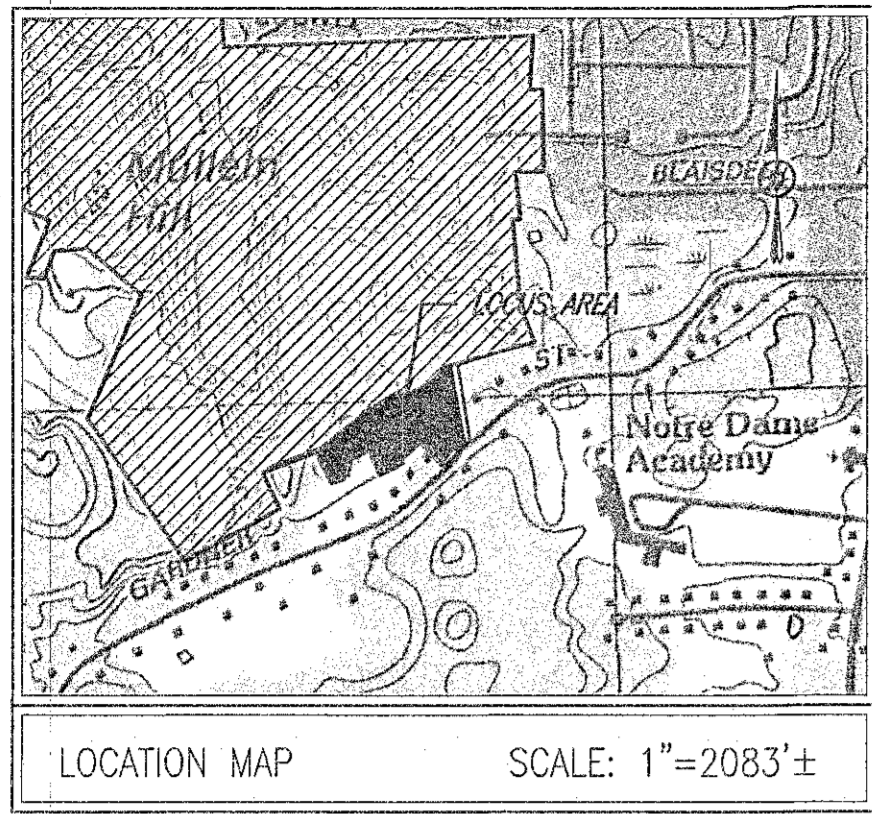 Mullein
Hill
BLAISDELL
LOCUS AREA
ST
Notre Dame
Academy
GARDNER
LOCATION MAP
SCALE: 1"=2083'±